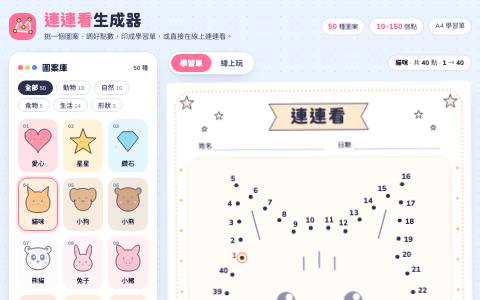 連連看生成器
挑一個圖案、調好點數，印成學習單，或直接在線上連連看。
50 種圖案
10–150 個點
A4 學習單
圖案庫
50 種
全部 50
動物 18
自然 10
食物 5
生活 14
形狀 3
01
愛心
02
星星
03
鑽石
04
貓咪
05
小狗
06
小熊
07
熊貓
08
兔子
09
小豬
學習單
線上玩
貓咪 · 共 40 點 · 1 → 40
連連看
姓名
日期
5
6
7
4
8
3
9
10
11
12
13
14
15
16
17
18
2
19
1
20
40
21
39
22